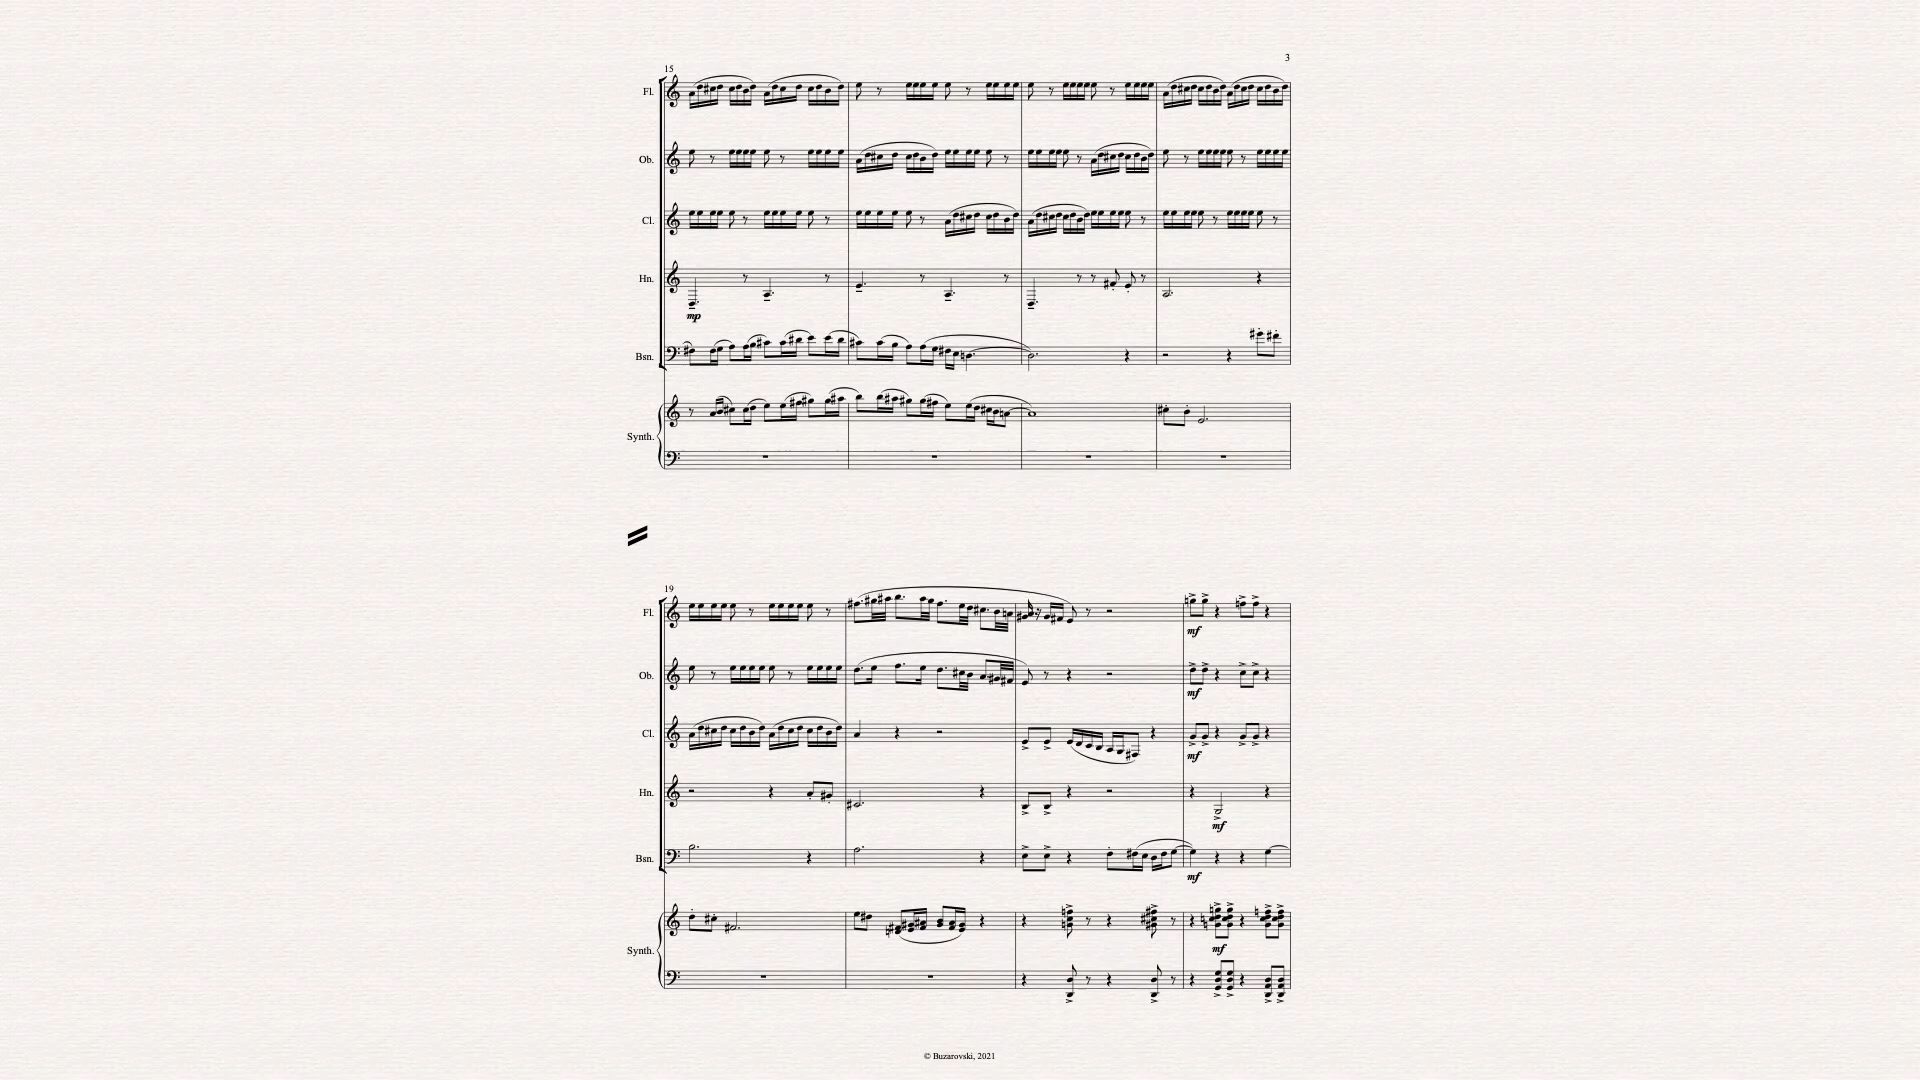 3
15
Fl.
Ob.
Cl.
Hn.
mp
Bsn.
Synth.
19
Fl.
mf
Ob.
mf
Cl.
mf
Hn.
mf
Bsn.
mf
Synth.
mf
© Buzarovski, 2021